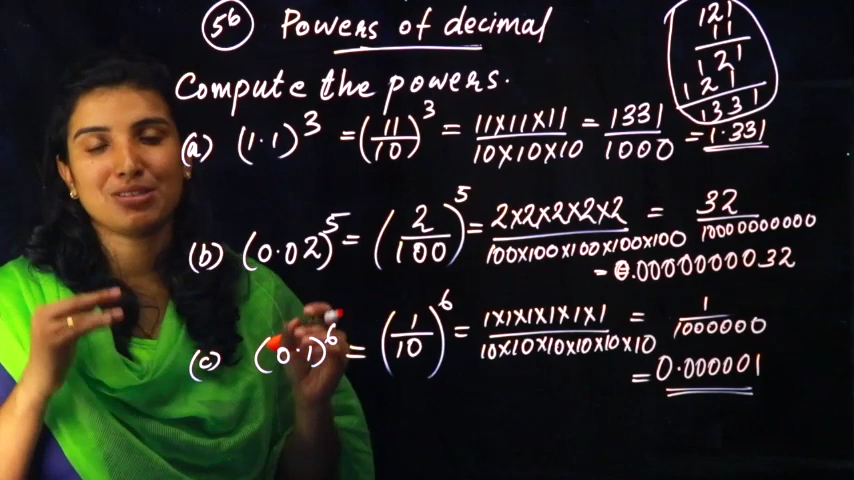 56 Powers of decimal
121
11
121
121
1331
Compute the powers.
(a) (1·1)³ = (11/10)³ = 11×11×11/10×10×10 = 1331/1000 = 1·331
(b) (0·02)⁵ = (2/100)⁵ = 2×2×2×2×2/100×100×100×100×100 = 32/10000000000
= 0.0000000032
(c) (0·1)⁶ = (1/10)⁶ = 1×1×1×1×1×1/10×10×10×10×10×10 = 1/1000000
= 0·000001